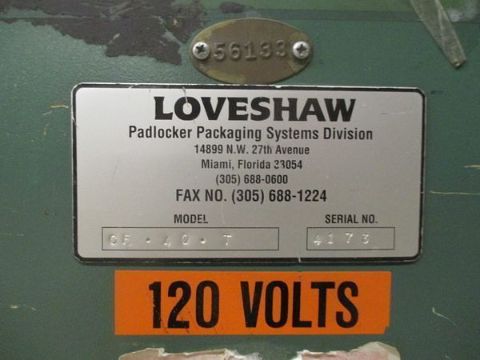 56133
LOVESHAW
Padlocker Packaging Systems Division
14899 N.W. 27th Avenue
Miami, Florida 23054
(305) 688-0600
FAX NO. (305) 688-1224
MODEL SERIAL NO.
CF·40·T 4173
120 VOLTS